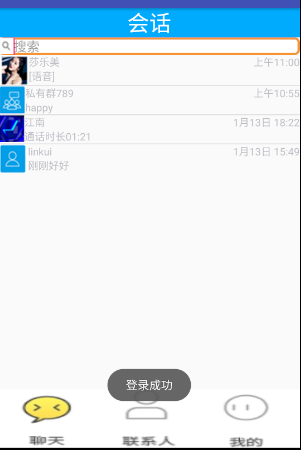 会话
搜索
莎乐美 上午11:00
[语音]
私有群789 上午10:55
happy
江南 1月13日 18:22
通话时长01:21
linkui 1月13日 15:49
刚刚好好
登录成功
聊天 联系人 我的